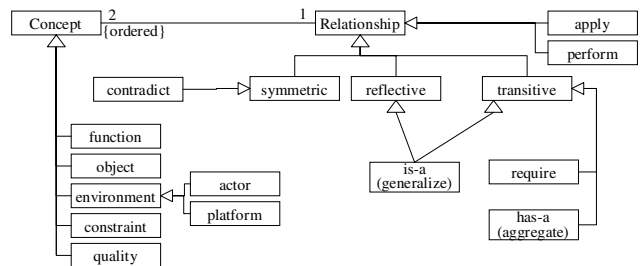 Concept
2
{ordered}
1
Relationship
apply
perform
contradict
symmetric
reflective
transitive
function
object
environment
constraint
quality
actor
platform
is-a
(generalize)
require
has-a
(aggregate)